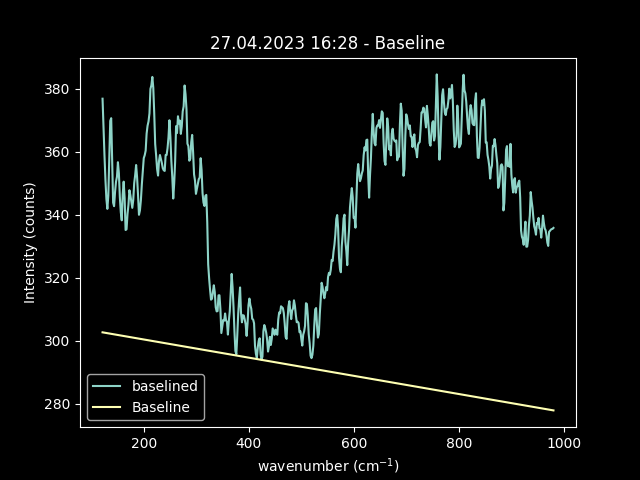 27.04.2023 16:28 - Baseline
Intensity (counts)
380
360
340
320
300
280
baselined
Baseline
200
400
600
800
1000
wavenumber (cm⁻¹)